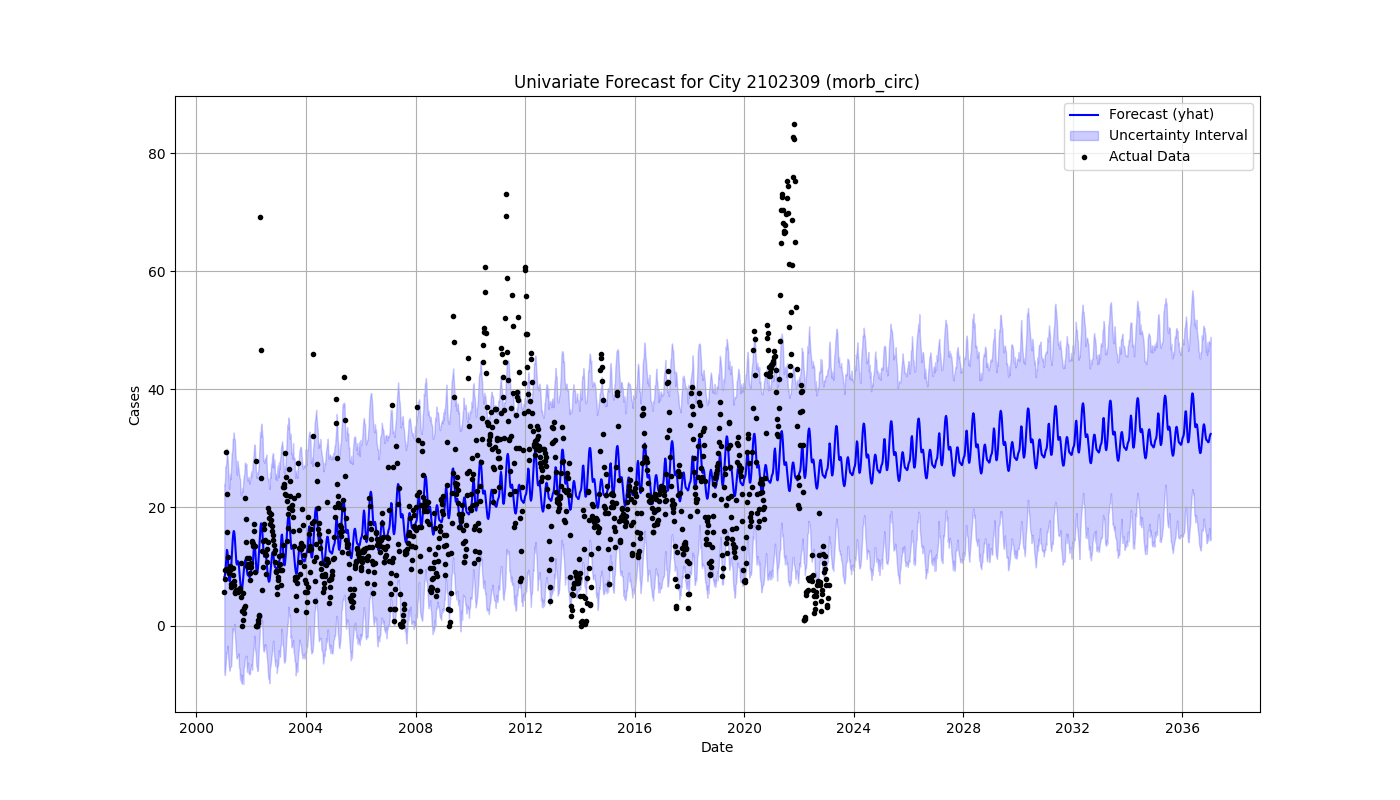 Univariate Forecast for City 2102309 (morb_circ)
Forecast (yhat)
Uncertainty Interval
Actual Data
Cases
80
60
40
20
0
2000 2004 2008 2012 2016 2020 2024 2028 2032 2036
Date